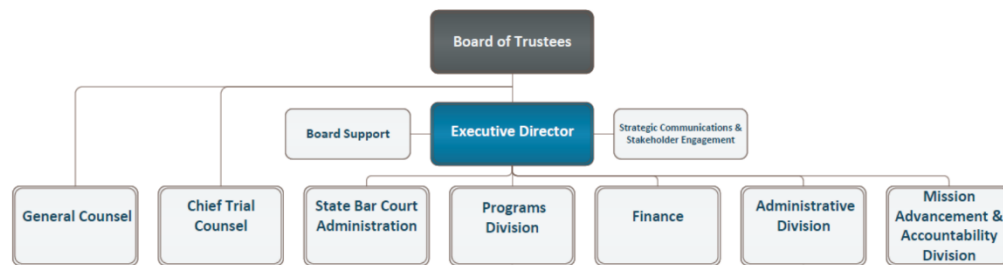 Board of Trustees
Board Support
Executive Director
Strategic Communications &
Stakeholder Engagement
General Counsel
Chief Trial
Counsel
State Bar Court
Administration
Programs
Division
Finance
Administrative
Division
Mission
Advancement &
Accountability
Division